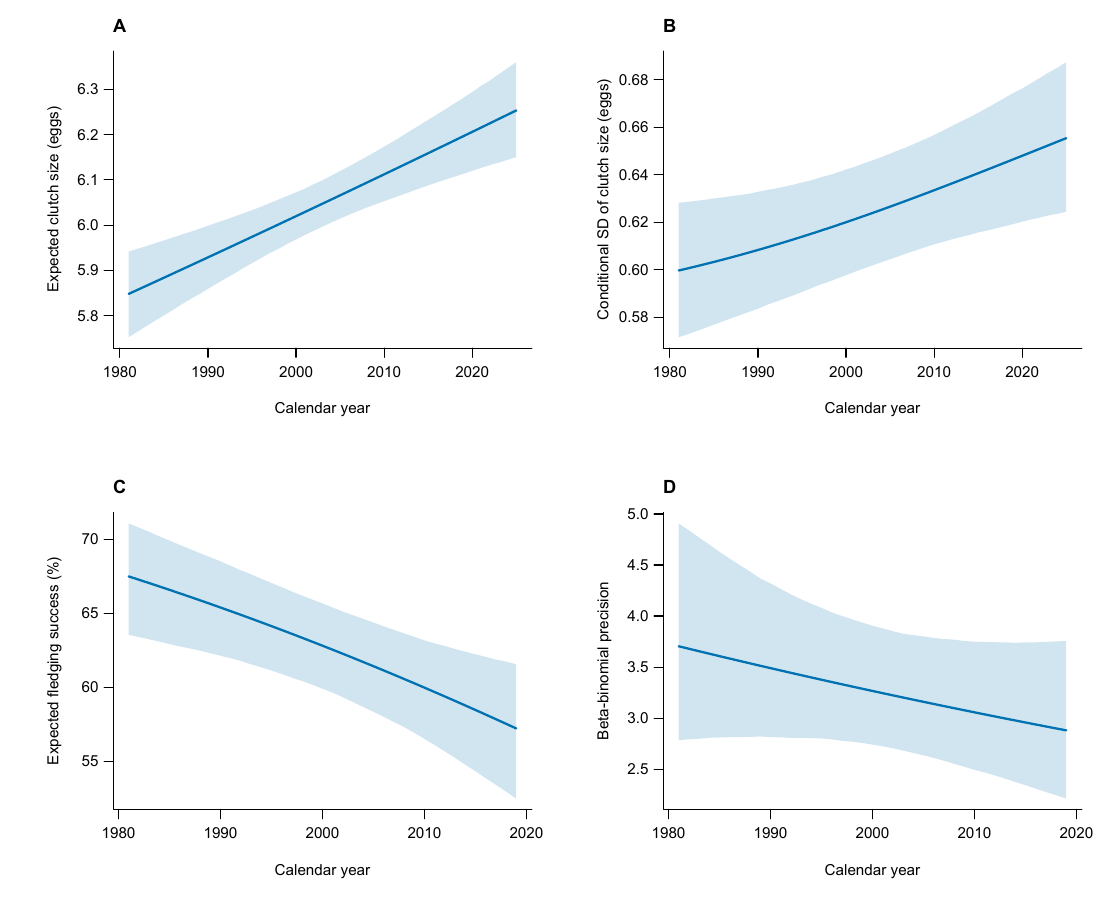 A
Expected clutch size (eggs)
6.3
6.2
6.1
6.0
5.9
5.8
1980 1990 2000 2010 2020
Calendar year
B
Conditional SD of clutch size (eggs)
0.68
0.66
0.64
0.62
0.60
0.58
1980 1990 2000 2010 2020
Calendar year
C
Expected fledging success (%)
70
65
60
55
1980 1990 2000 2010 2020
Calendar year
D
Beta-binomial precision
5.0
4.5
4.0
3.5
3.0
2.5
1980 1990 2000 2010 2020
Calendar year